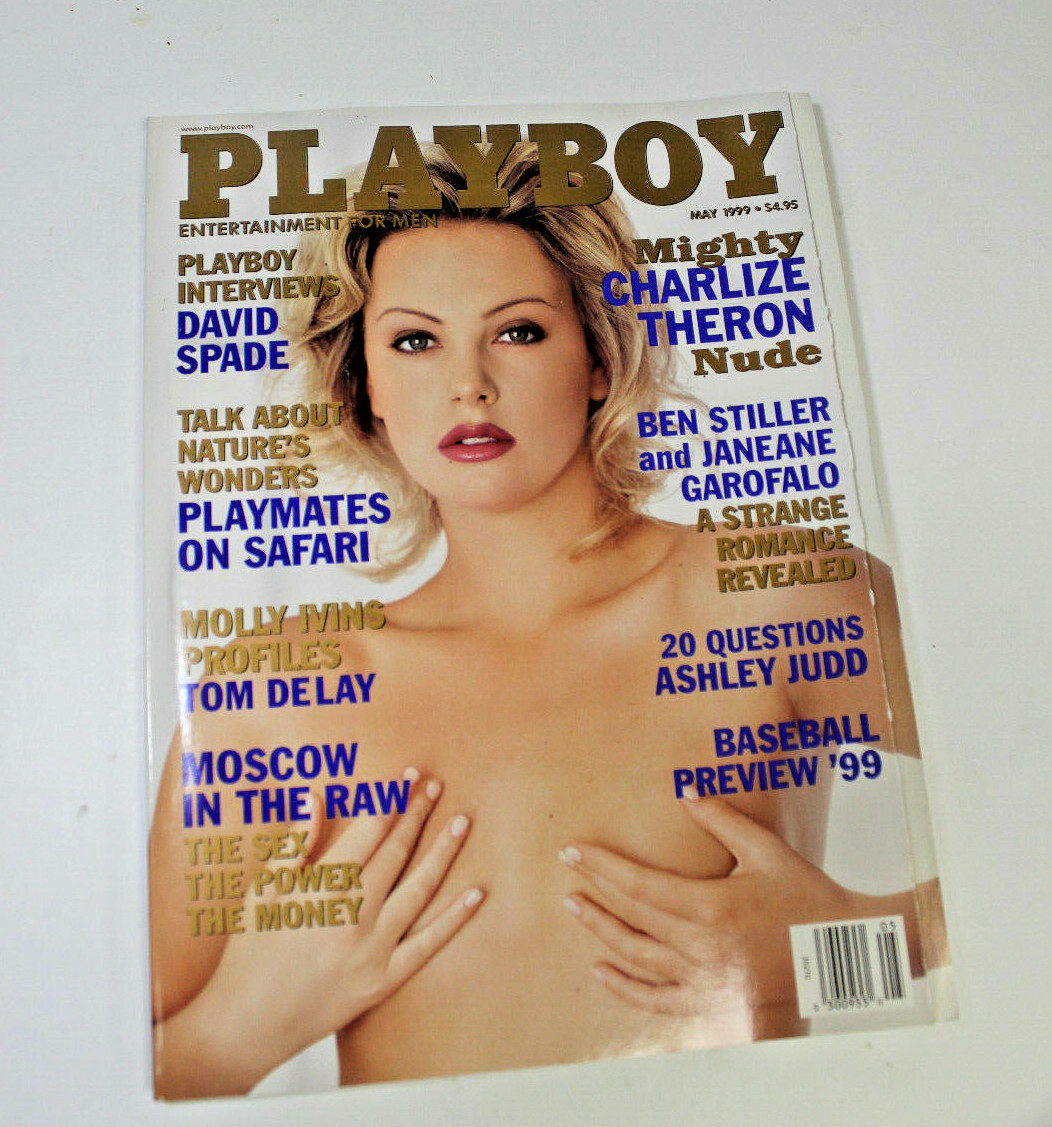 www.playboy.com
PLAYBOY
ENTERTAINMENT FOR MEN
MAY 1999 • $4.95
PLAYBOY
INTERVIEWS
DAVID
SPADE
TALK ABOUT
NATURE'S
WONDERS
PLAYMATES
ON SAFARI
MOLLY IVINS
PROFILES
TOM DELAY
MOSCOW
IN THE RAW
THE SEX
THE POWER
THE MONEY
Mighty
CHARLIZE
THERON
Nude
BEN STILLER
and JANEANE
GAROFALO
A STRANGE
ROMANCE
REVEALED
20 QUESTIONS
ASHLEY JUDD
BASEBALL
PREVIEW '99
05